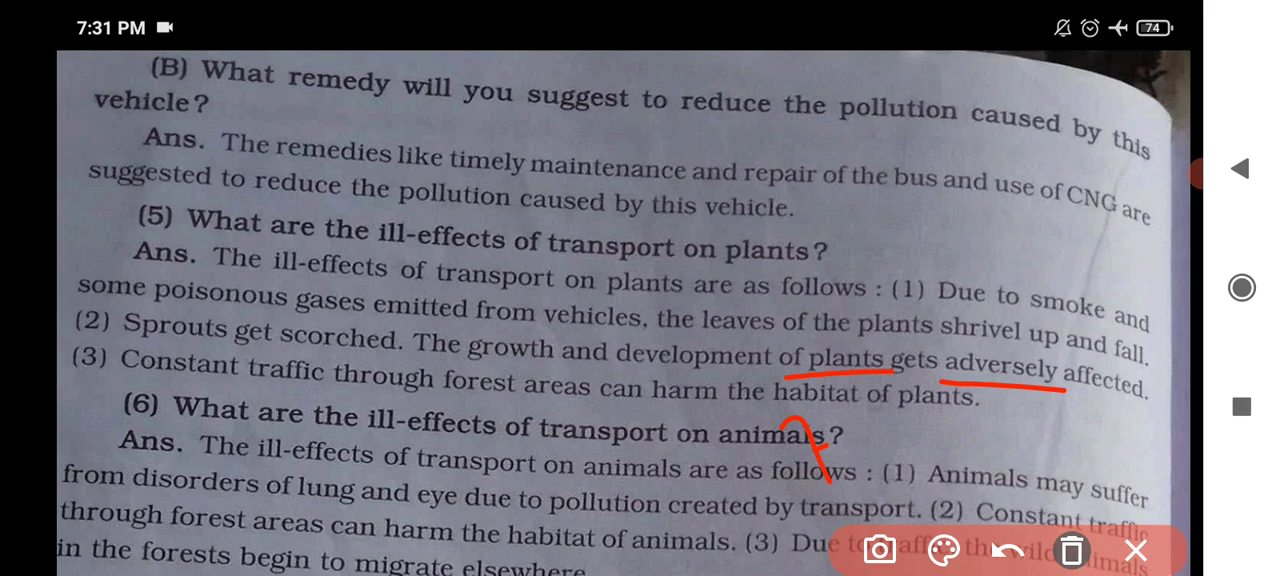 7:31 PM
74
(B) What remedy will you suggest to reduce the pollution caused by this
vehicle?
Ans. The remedies like timely maintenance and repair of the bus and use of CNG are
suggested to reduce the pollution caused by this vehicle.
(5) What are the ill-effects of transport on plants?
Ans. The ill-effects of transport on plants are as follows : (1) Due to smoke and
some poisonous gases emitted from vehicles, the leaves of the plants shrivel up and fall.
(2) Sprouts get scorched. The growth and development of plants gets adversely affected.
(3) Constant traffic through forest areas can harm the habitat of plants.
(6) What are the ill-effects of transport on animals?
Ans. The ill-effects of transport on animals are as follows : (1) Animals may suffer
from disorders of lung and eye due to pollution created by transport. (2) Constant traffic
through forest areas can harm the habitat of animals. (3) Due to traffic the wild animals
in the forests begin to migrate elsewhere